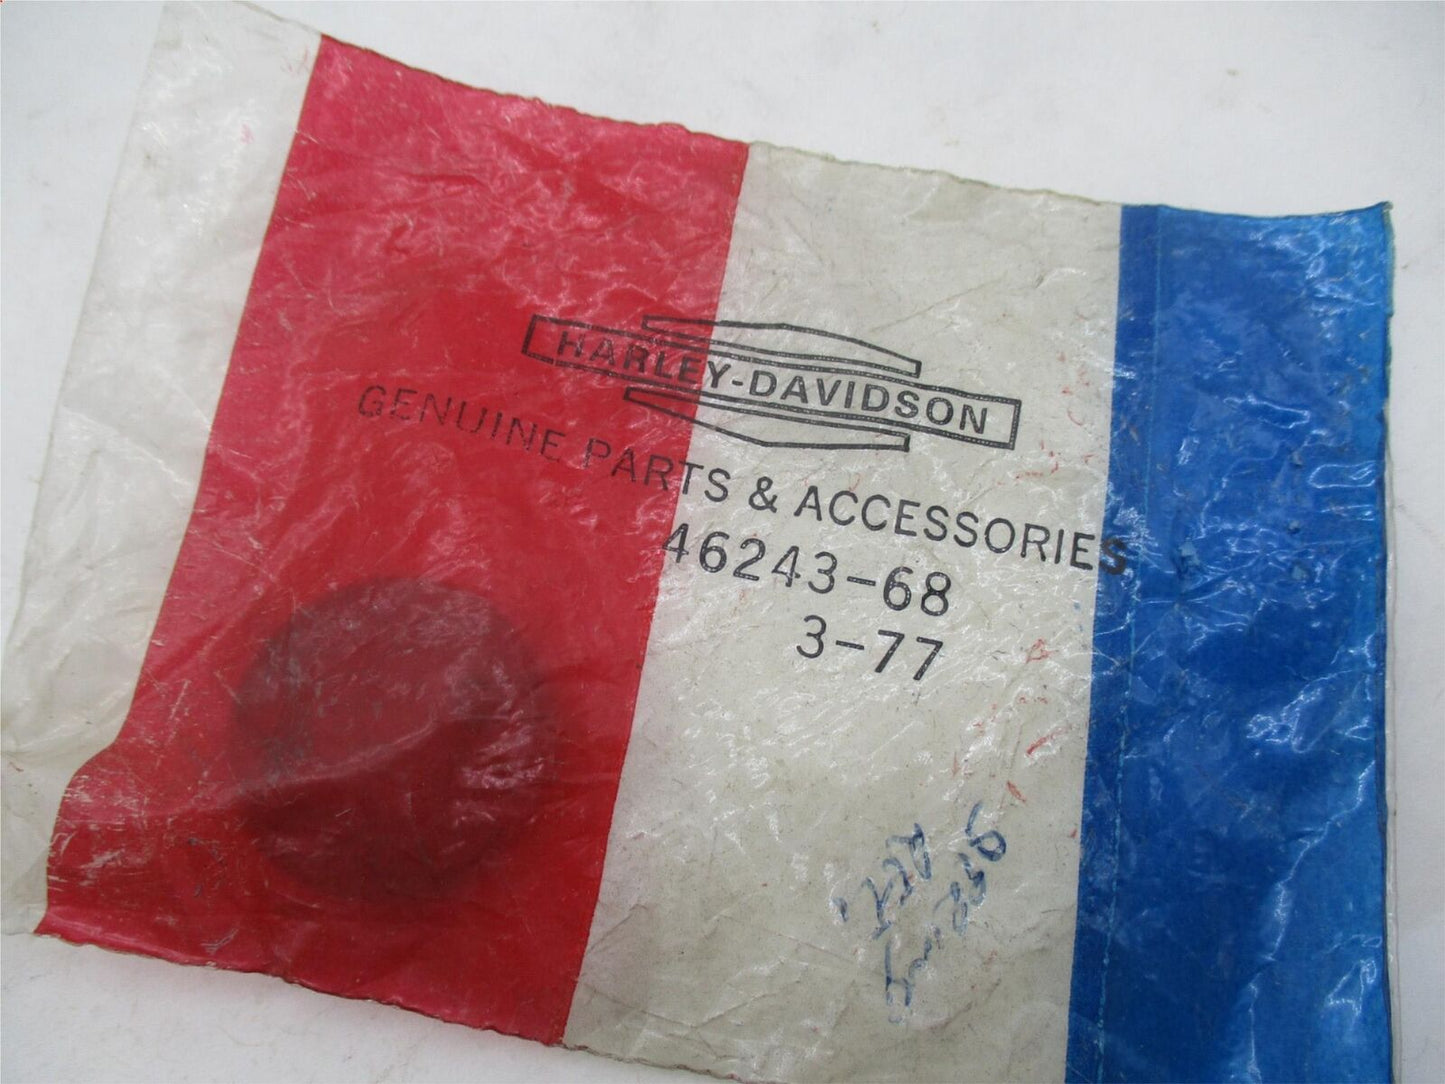 HARLEY-DAVIDSON
GENUINE PARTS & ACCESSORIES
46243-68
3-77